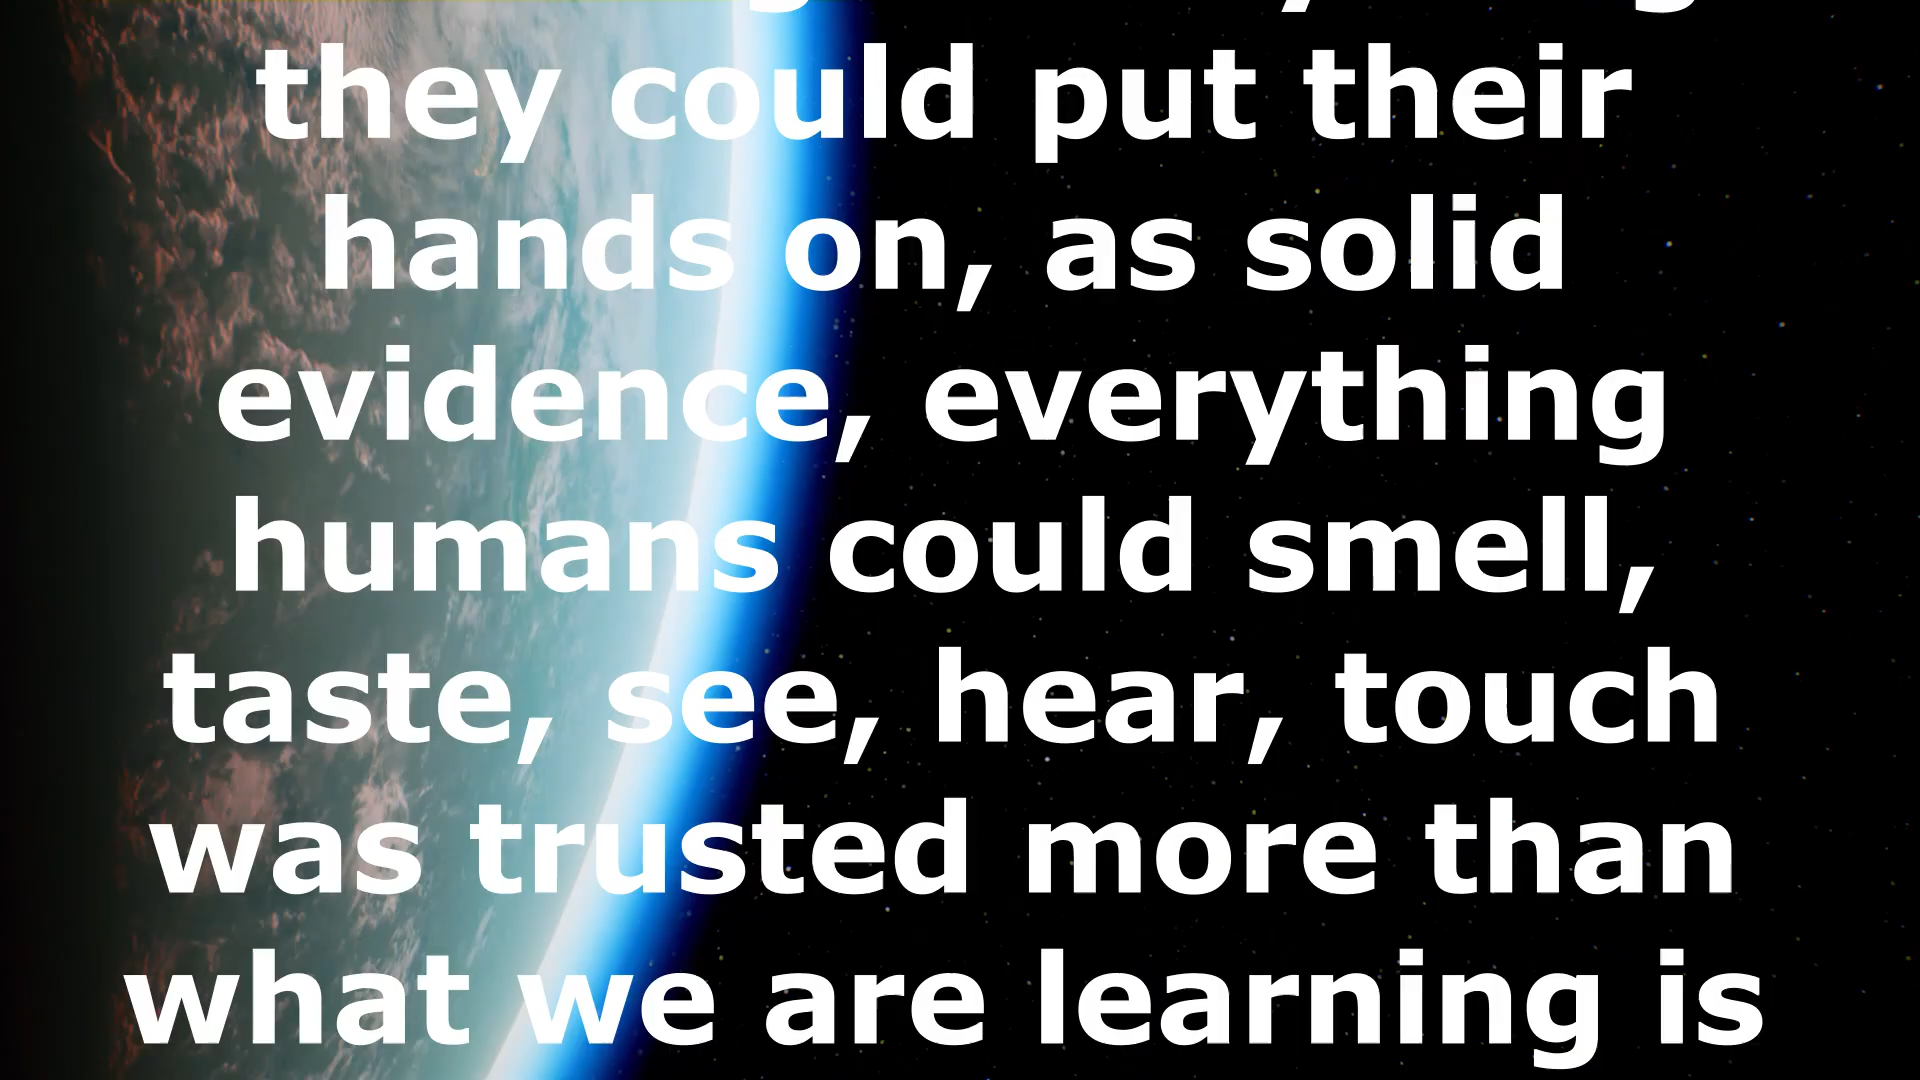 they could put their
hands on, as solid
evidence, everything
humans could smell,
taste, see, hear, touch
was trusted more than
what we are learning is